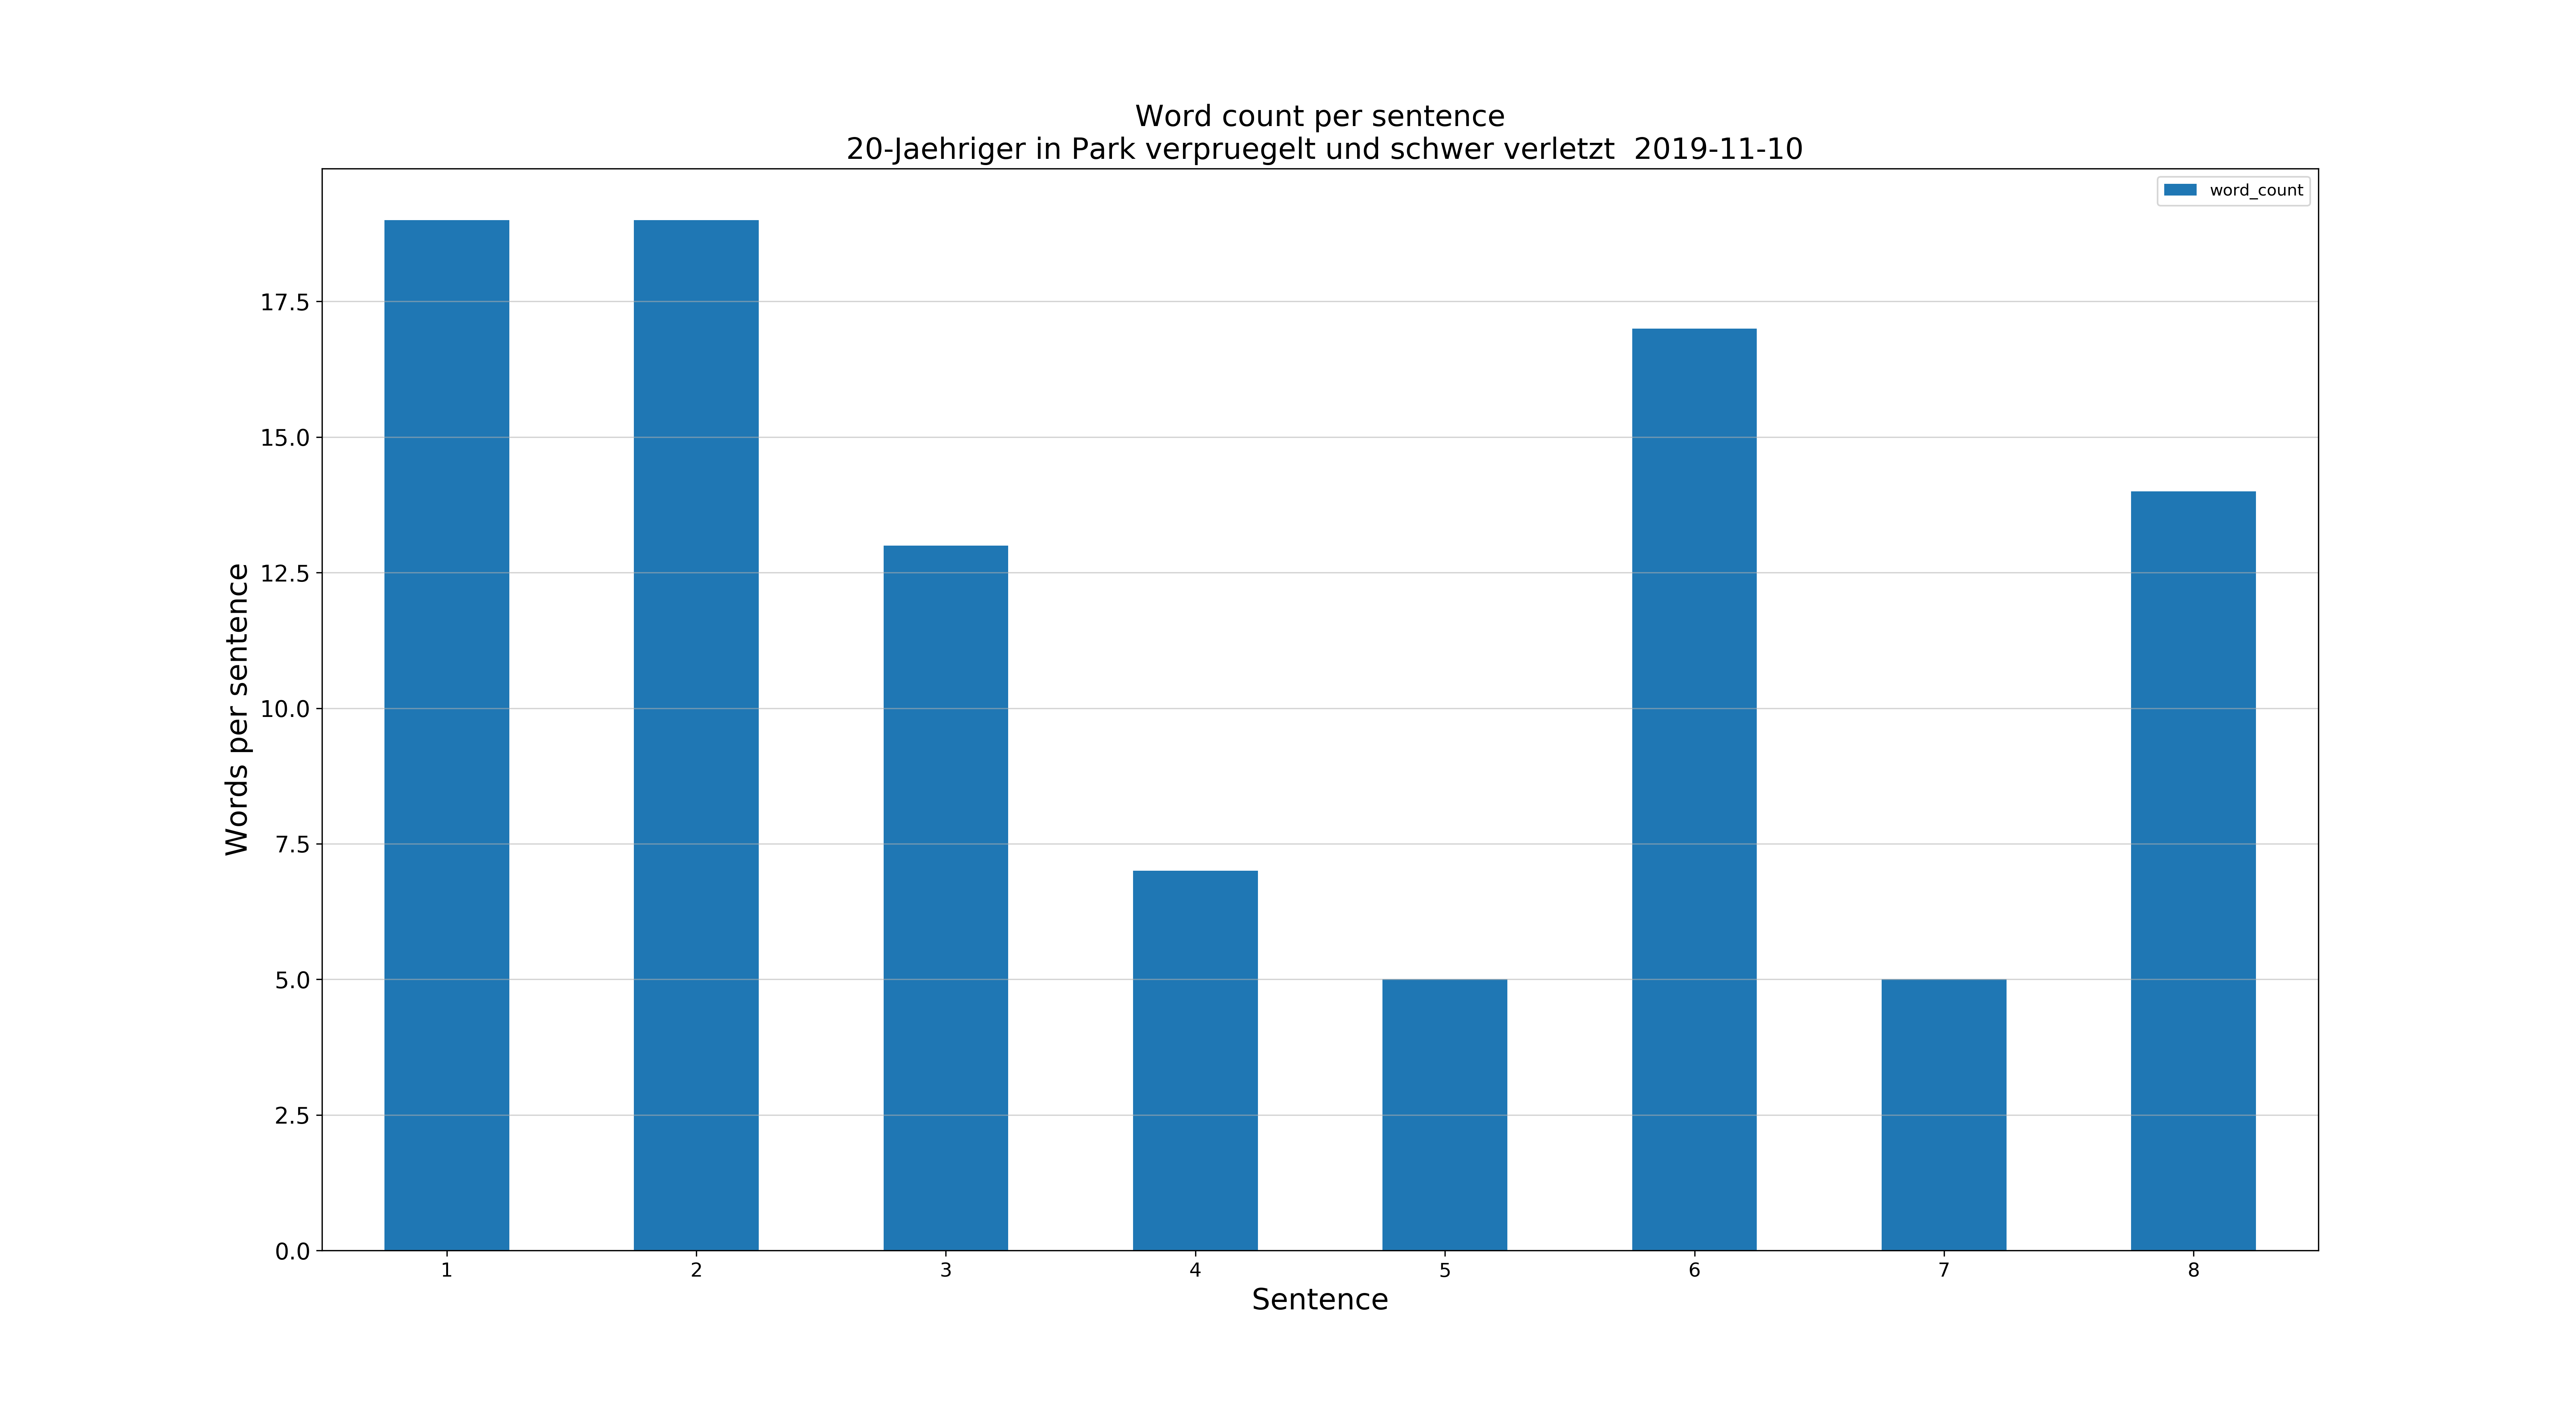 Word count per sentence
20-Jaehriger in Park verpruegelt und schwer verletzt  2019-11-10
word_count
17.5
15.0
12.5
10.0
7.5
5.0
2.5
0.0
Words per sentence
1 2 3 4 5 6 7 8
Sentence